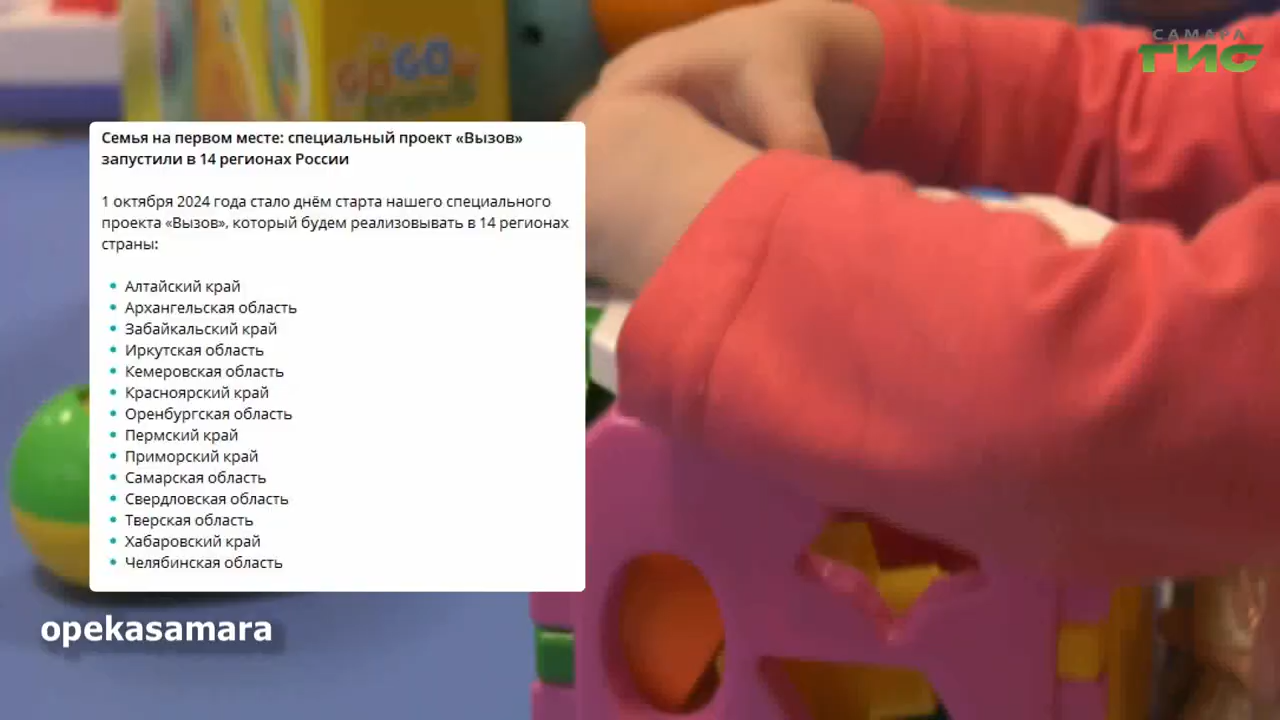 САМАРА
ГИС
GO
GO
Семья на первом месте: специальный проект «Вызов»
запустили в 14 регионах России
1 октября 2024 года стало днём старта нашего специального
проекта «Вызов», который будем реализовывать в 14 регионах
страны:
Алтайский край
Архангельская область
Забайкальский край
Иркутская область
Кемеровская область
Красноярский край
Оренбургская область
Пермский край
Приморский край
Самарская область
Свердловская область
Тверская область
Хабаровский край
Челябинская область
opekasamara